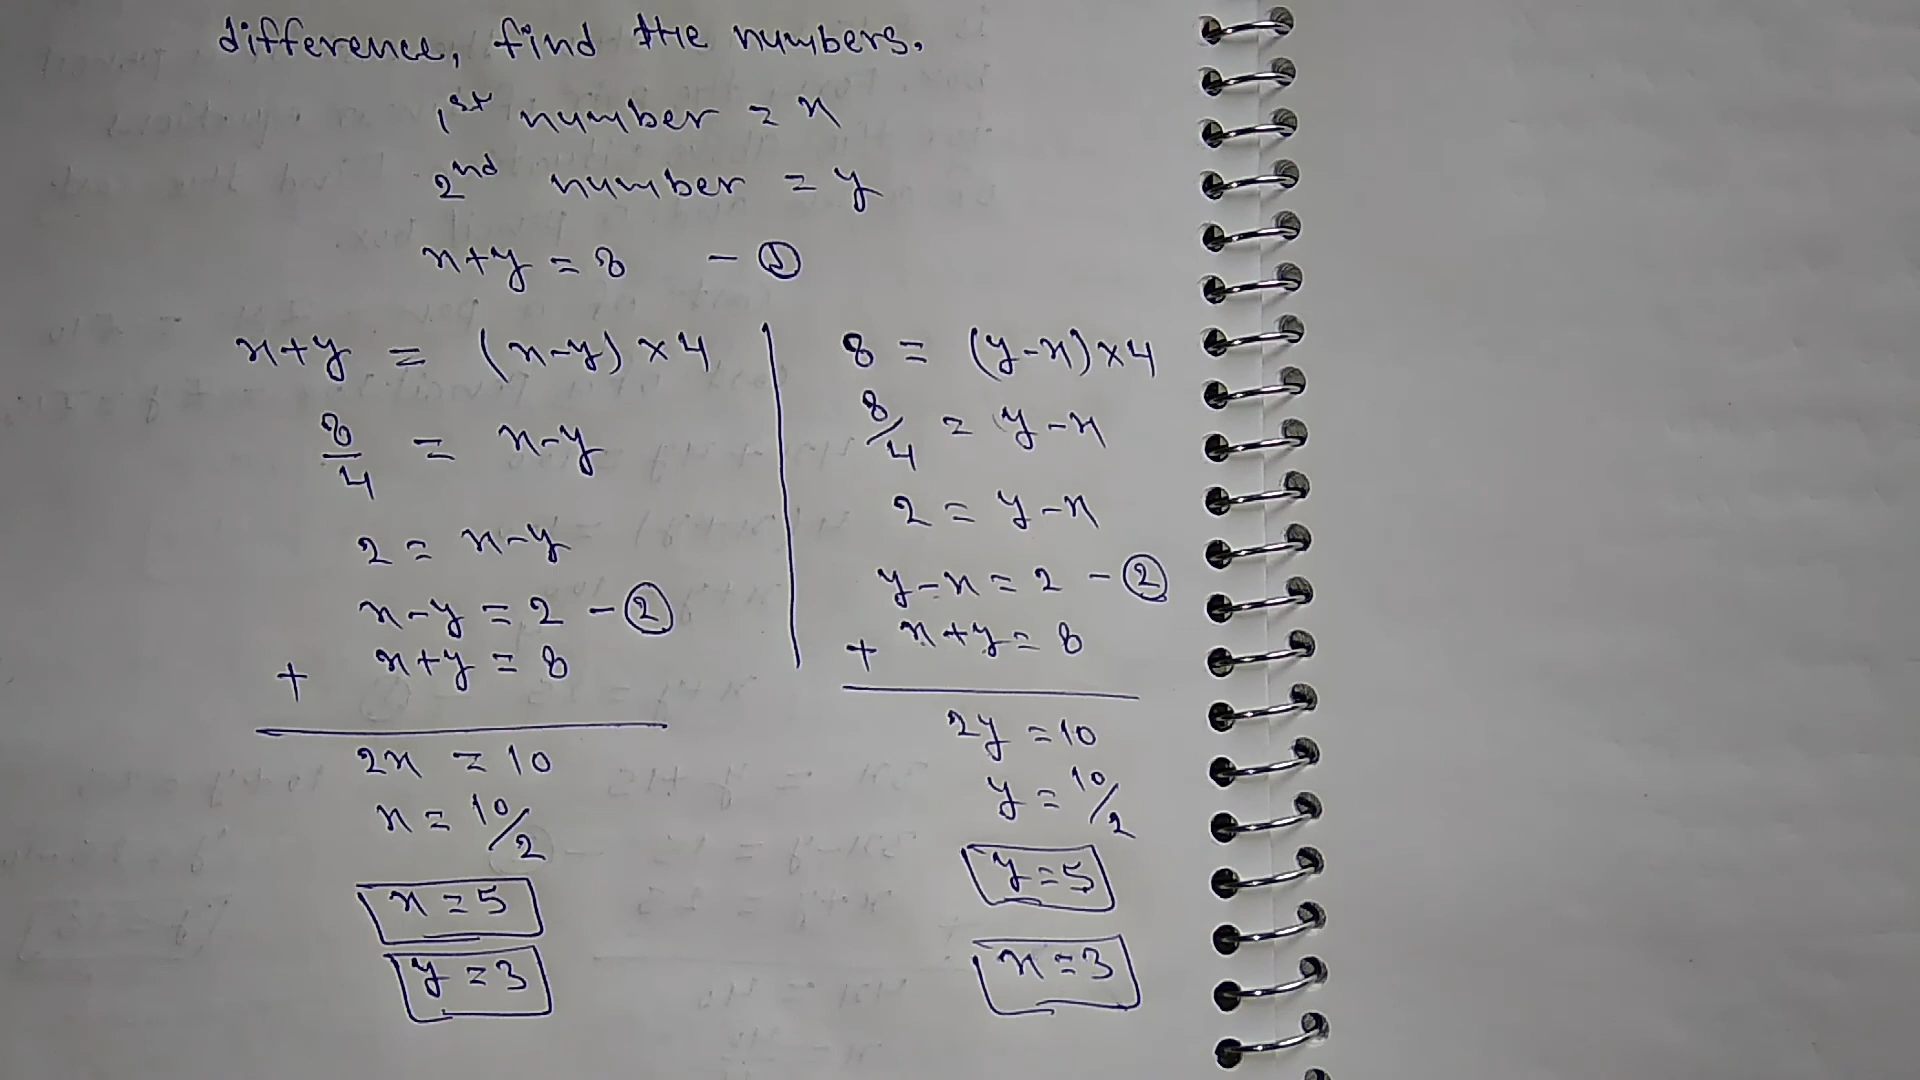 difference, find the numbers.
1st number = x
2nd number = y
x+y = 8 - ①
x+y = (x-y) × 4
8/4 = x-y
2 = x-y
x-y = 2 - ②
+ x+y = 8
2x = 10
x = 10/2
x = 5
y = 3
8 = (y-x) × 4
8/4 = y-x
2 = y-x
y-x = 2 - ②
+ x+y = 8
2y = 10
y = 10/2
y = 5
x = 3